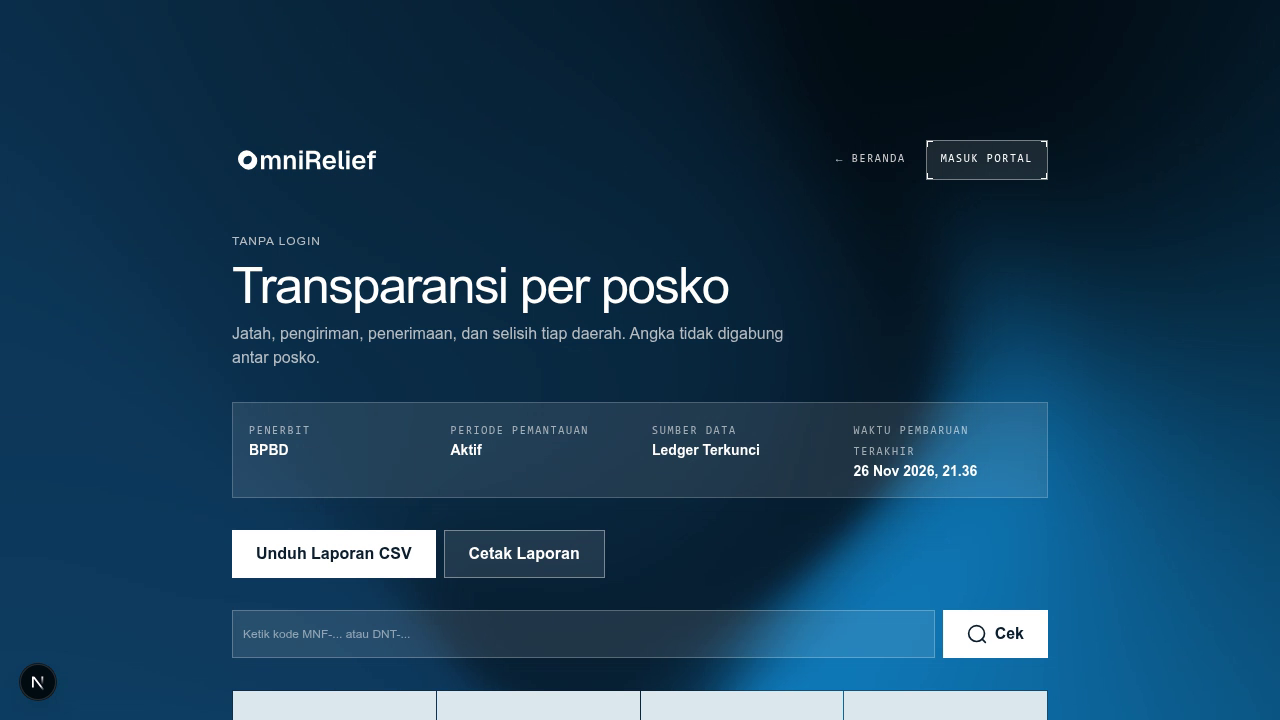 OmniRelief
← BERANDA
MASUK PORTAL
TANPA LOGIN
Transparansi per posko
Jatah, pengiriman, penerimaan, dan selisih tiap daerah. Angka tidak digabung
antar posko.
PENERBIT
BPBD
PERIODE PEMANTAUAN
Aktif
SUMBER DATA
Ledger Terkunci
WAKTU PEMBARUAN
TERAKHIR
26 Nov 2026, 21.36
Unduh Laporan CSV
Cetak Laporan
Ketik kode MNF-... atau DNT-...
Cek
N